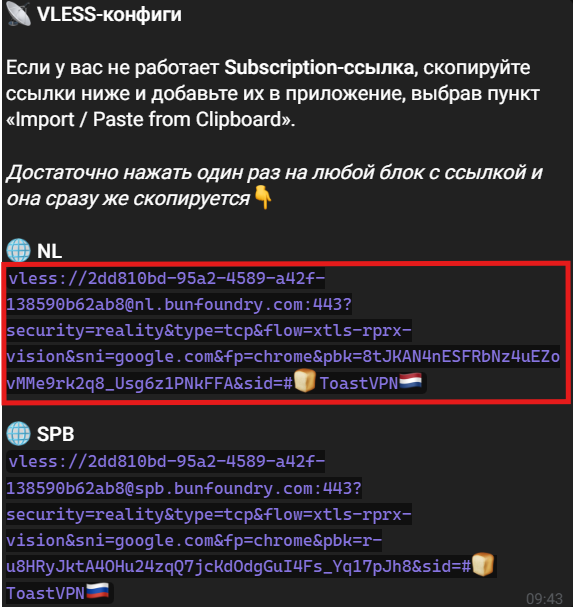 📡 VLESS-конфиги
Если у вас не работает Subscription-ссылка, скопируйте
ссылки ниже и добавьте их в приложение, выбрав пункт
«Import / Paste from Clipboard».
Достаточно нажать один раз на любой блок с ссылкой и
она сразу же скопируется👇
🌐 NL
vless://2dd810bd-95a2-4589-a42f-
138590b62ab8@nl.bunfoundry.com:443?
security=reality&type=tcp&flow=xtls-rprx-
vision&sni=google.com&fp=chrome&pbk=8tJKAN4nESFRbNz4uEZo
vMMe9rk2q8_Usg6z1PNkFFA&sid=#🍞ToastVPN🇳🇱
🌐 SPB
vless://2dd810bd-95a2-4589-a42f-
138590b62ab8@spb.bunfoundry.com:443?
security=reality&type=tcp&flow=xtls-rprx-
vision&sni=google.com&fp=chrome&pbk=r-
u8HRyJktA4OHu24zqQ7jcKdOdgGuI4Fs_Yq17pJh8&sid=#🍞
ToastVPN🇷🇺
09:43